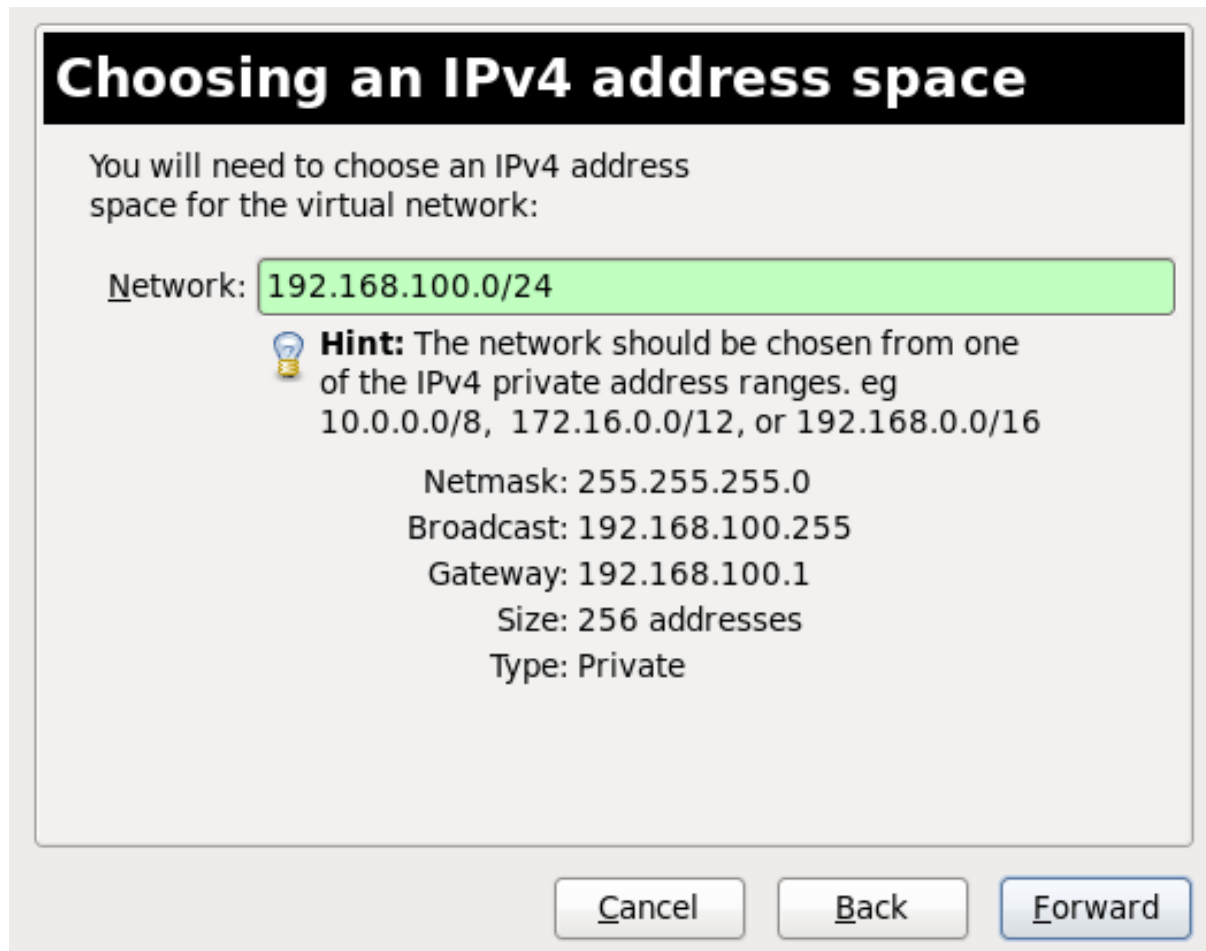 Choosing an IPv4 address space
You will need to choose an IPv4 address
space for the virtual network:
Network: 192.168.100.0/24
Hint: The network should be chosen from one
of the IPv4 private address ranges. eg
10.0.0.0/8, 172.16.0.0/12, or 192.168.0.0/16
Netmask: 255.255.255.0
Broadcast: 192.168.100.255
Gateway: 192.168.100.1
Size: 256 addresses
Type: Private
Cancel Back Forward